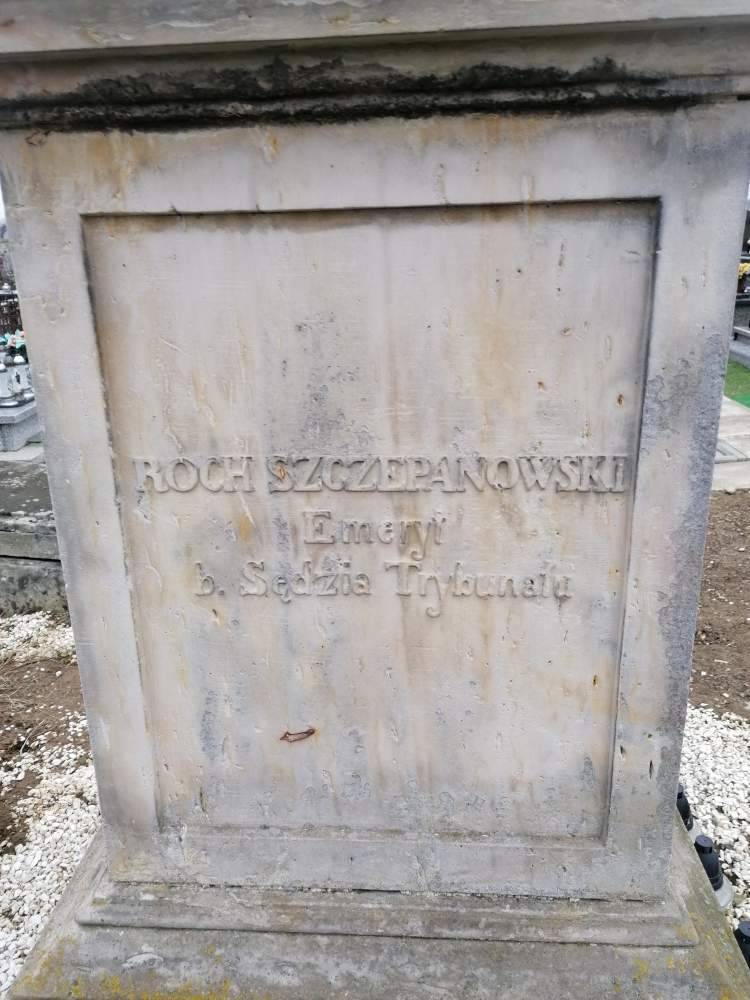 ROCH SZCZEPANOWSKI
Emeryt
b. Sędzia Trybunału